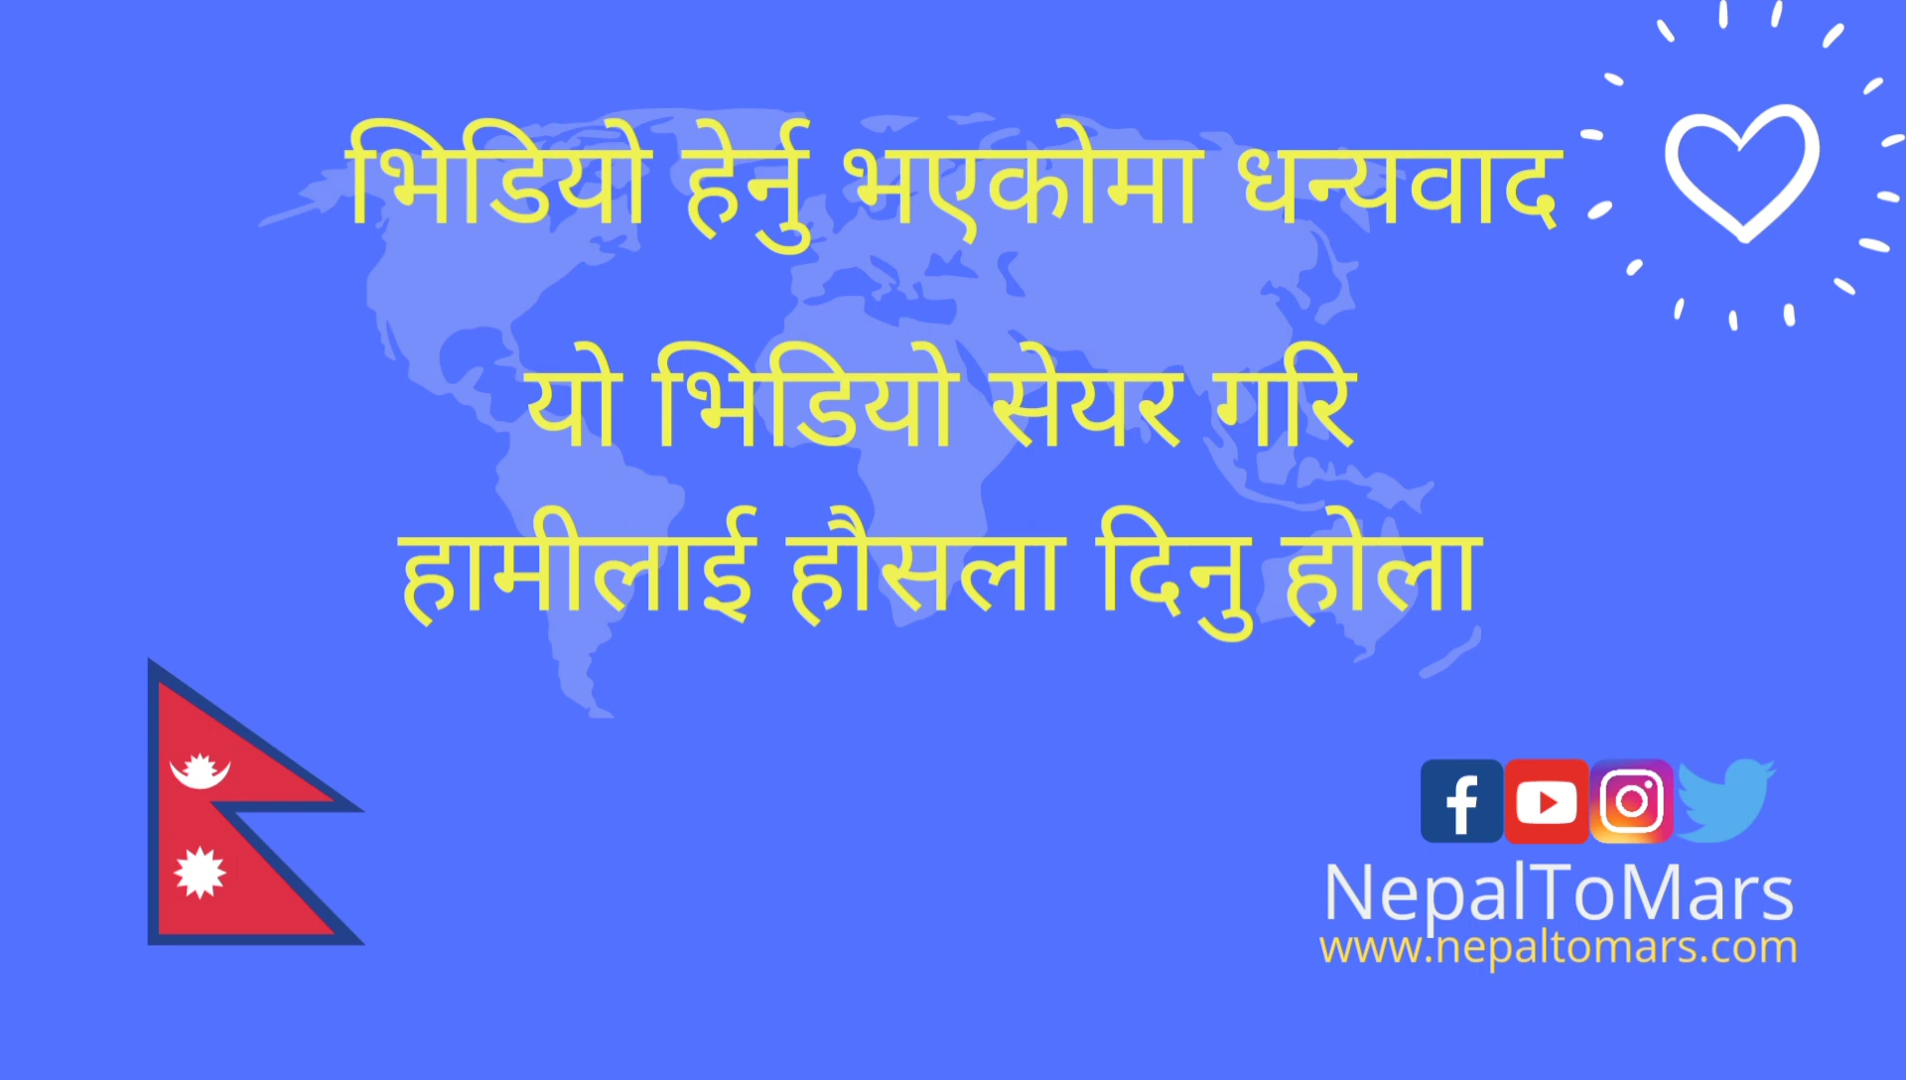 भिडियो हेर्नु भएकोमा धन्यवाद
यो भिडियो सेयर गरि
हामीलाई हौसला दिनु होला
NepalToMars
www.nepaltomars.com